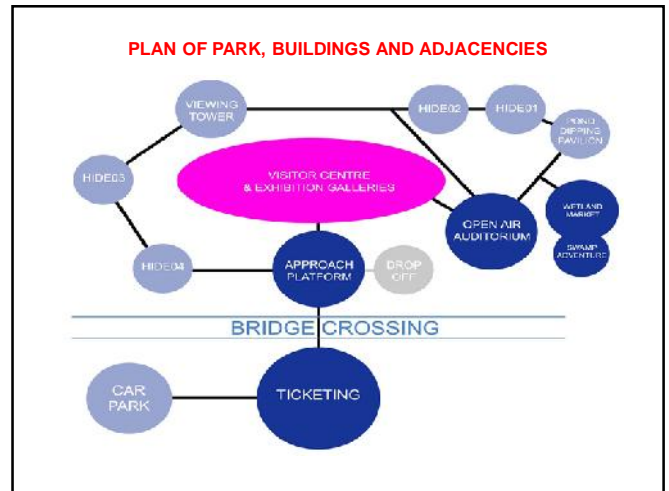 PLAN OF PARK, BUILDINGS AND ADJACENCIES
VIEWING
TOWER
HIDE02
HIDE01
POND
DIPPING
PAVILION
HIDE03
VISITOR CENTRE
& EXHIBITION GALLERIES
WETLAND
MARKET
OPEN AIR
AUDITORIUM
SWAMP
ADVENTURE
HIDE04
APPROACH
PLATFORM
DROP
OFF
BRIDGE CROSSING
CAR
PARK
TICKETING